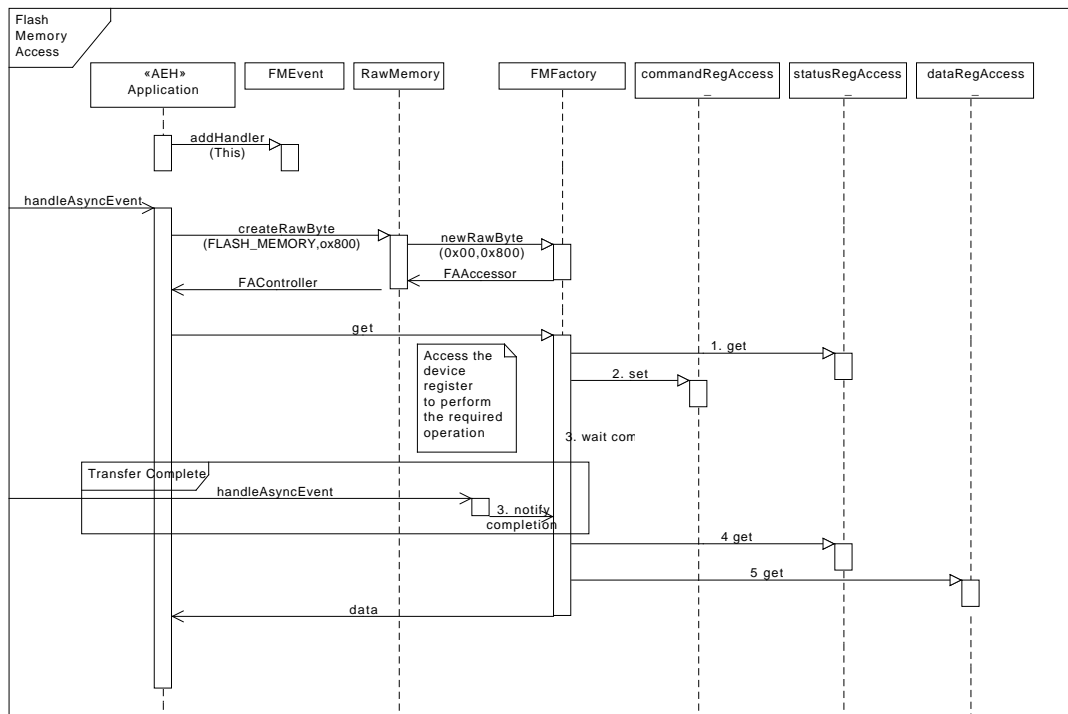 Flash
Memory
Access
«AEH»
Application
FMEvent
RawMemory
FMFactory
commandRegAccess
_
statusRegAccess
_
dataRegAccess
_
addHandler
(This)
handleAsyncEvent
createRawByte
(FLASH_MEMORY,ox800)
newRawByte
(0x00,0x800)
FAAccessor
FAController
get
Access the
device
register
to perform
the required
operation
1. get
2. set
3. wait com
Transfer Complete
handleAsyncEvent
3. notify
completion
4 get
5 get
data